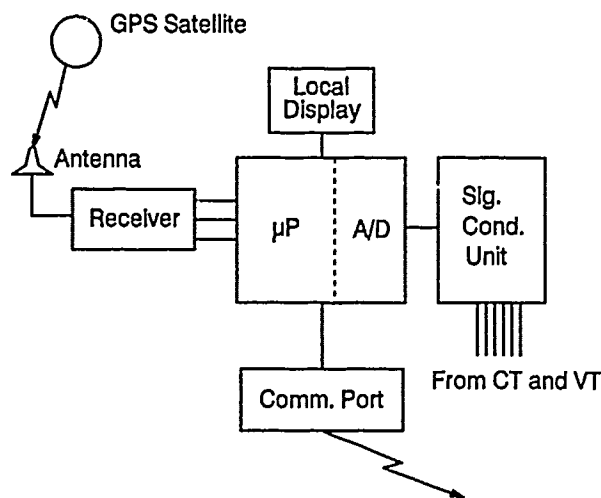 GPS Satellite
Local
Display
Antenna
Receiver
μP
A/D
Sig.
Cond.
Unit
From CT and VT
Comm. Port